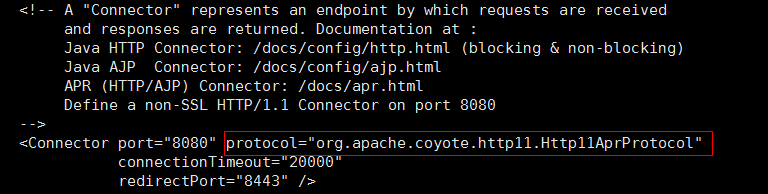 <!-- A "Connector" represents an endpoint by which requests are received
and responses are returned. Documentation at :
Java HTTP Connector: /docs/config/http.html (blocking & non-blocking)
Java AJP  Connector: /docs/config/ajp.html
APR (HTTP/AJP) Connector: /docs/apr.html
Define a non-SSL HTTP/1.1 Connector on port 8080
-->
<Connector port="8080" protocol="org.apache.coyote.http11.Http11AprProtocol"
connectionTimeout="20000"
redirectPort="8443" />